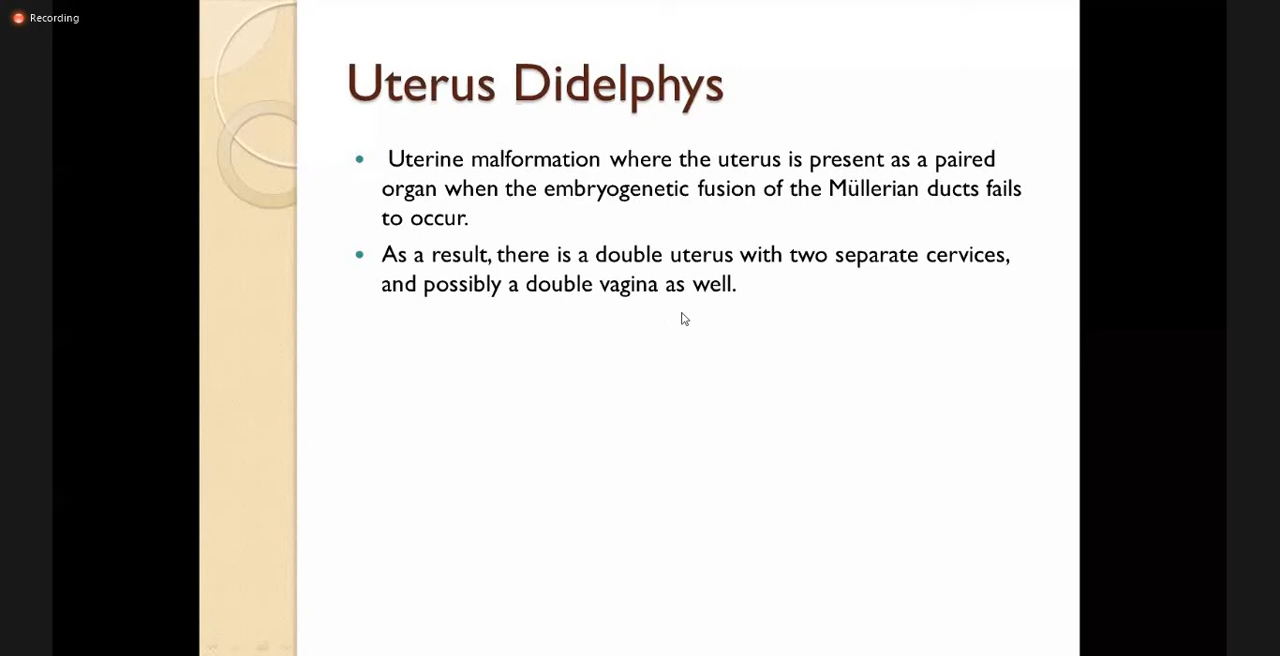 Recording
Uterus Didelphys
• Uterine malformation where the uterus is present as a paired
organ when the embryogenetic fusion of the Müllerian ducts fails
to occur.
• As a result, there is a double uterus with two separate cervices,
and possibly a double vagina as well.